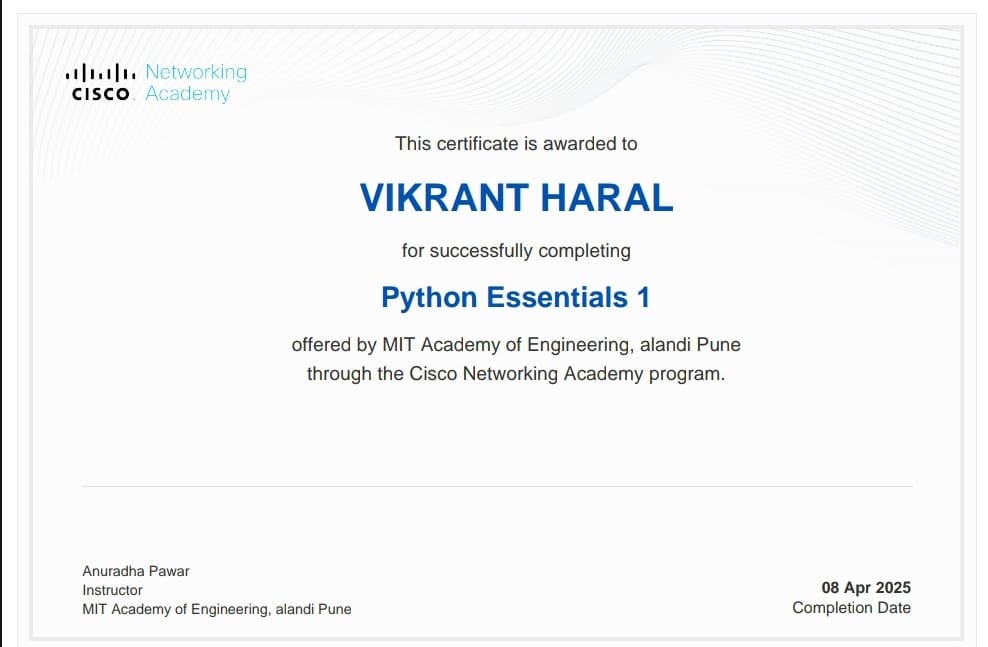 Networking
CISCO Academy
This certificate is awarded to
VIKRANT HARAL
for successfully completing
Python Essentials 1
offered by MIT Academy of Engineering, alandi Pune
through the Cisco Networking Academy program.
Anuradha Pawar
Instructor
MIT Academy of Engineering, alandi Pune
08 Apr 2025
Completion Date